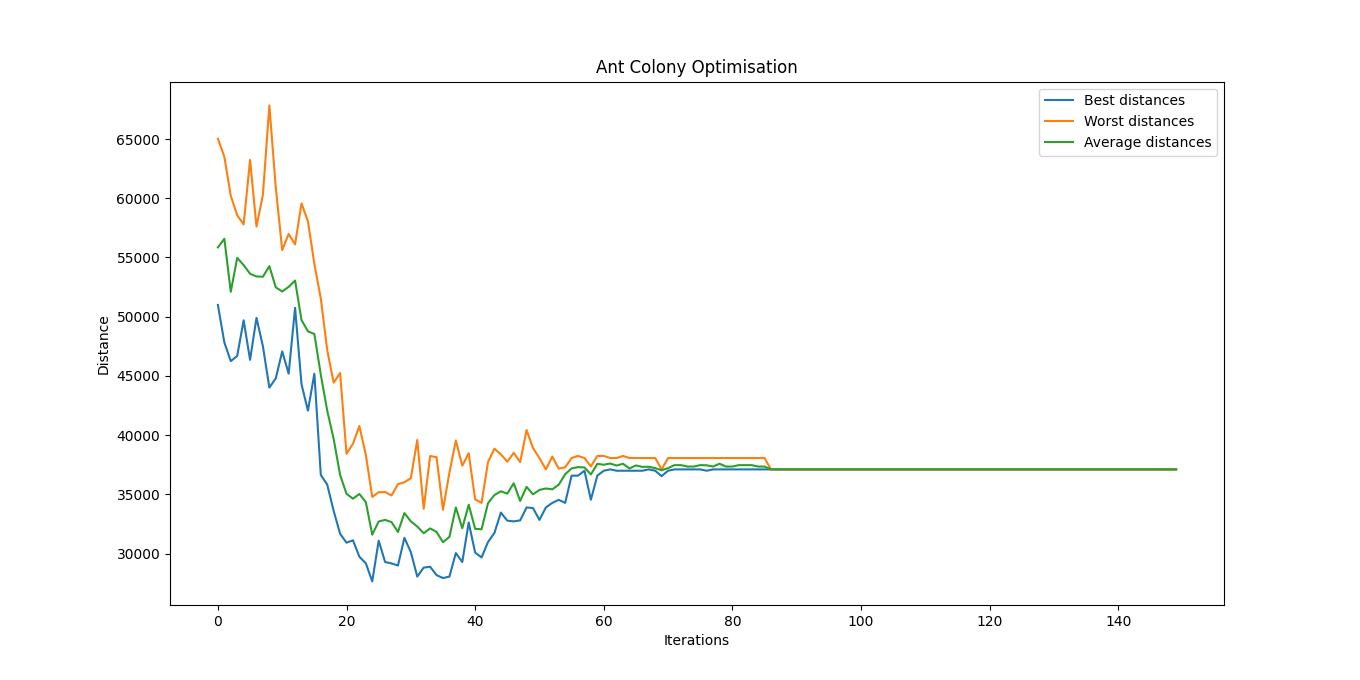 Ant Colony Optimisation
Best distances
Worst distances
Average distances
Distance
65000
60000
55000
50000
45000
40000
35000
30000
0 20 40 60 80 100 120 140
Iterations